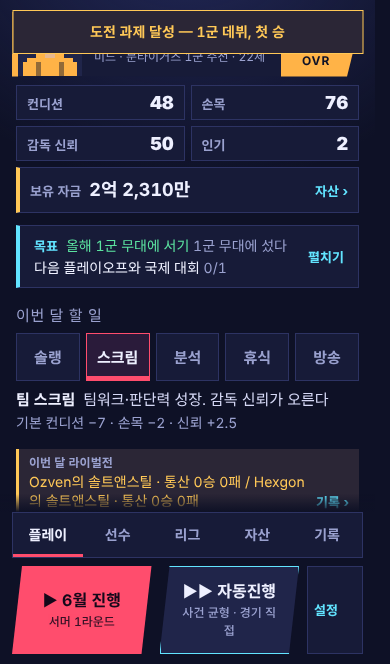 도전 과제 달성 — 1군 데뷔, 첫 승
미드 · 문타이거즈 1군 주전 · 22세
OVR
컨디션 48
손목 76
감독 신뢰 50
인기 2
보유 자금 2억 2,310만 자산 ›
목표 올해 1군 무대에 서기 1군 무대에 섰다
다음 플레이오프와 국제 대회 0/1
펼치기
이번 달 할 일
솔랭 스크림 분석 휴식 방송
팀 스크림 팀워크·판단력 성장. 감독 신뢰가 오른다
기본 컨디션 −7 · 손목 −2 · 신뢰 +2.5
이번 달 라이벌전
Ozven의 솔트앤스틸 · 통산 0승 0패 / Hexgon
의 솔트앤스틸 · 통산 0승 0패
기록 ›
플레이 선수 리그 자산 기록
▶ 6월 진행
서머 1라운드
▶▶ 자동진행
사건 균형 · 경기 직
접
설정